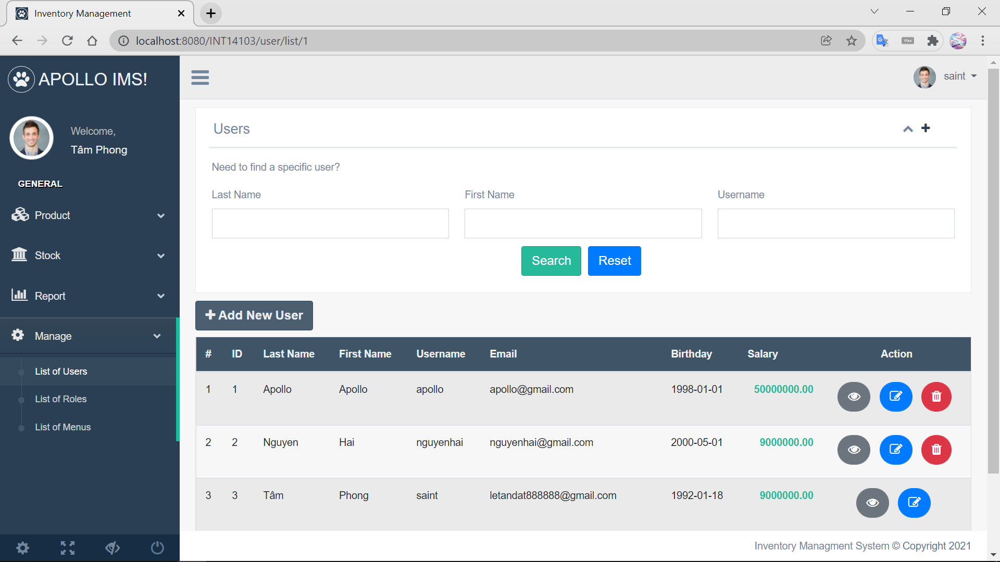 Inventory Management
localhost:8080/INT14103/user/list/1
YTAA
APOLLO IMS!
saint
Welcome,
Tâm Phong
GENERAL
Product
Stock
Report
Manage
List of Users
List of Roles
List of Menus
Users
Need to find a specific user?
Last Name First Name Username
Search Reset
Add New User
# ID Last Name First Name Username Email Birthday Salary Action
1 1 Apollo Apollo apollo apollo@gmail.com 1998-01-01 50000000.00
2 2 Nguyen Hai nguyenhai nguyenhai@gmail.com 2000-05-01 9000000.00
3 3 Tâm Phong saint letandat888888@gmail.com 1992-01-18 9000000.00
Inventory Managment System © Copyright 2021